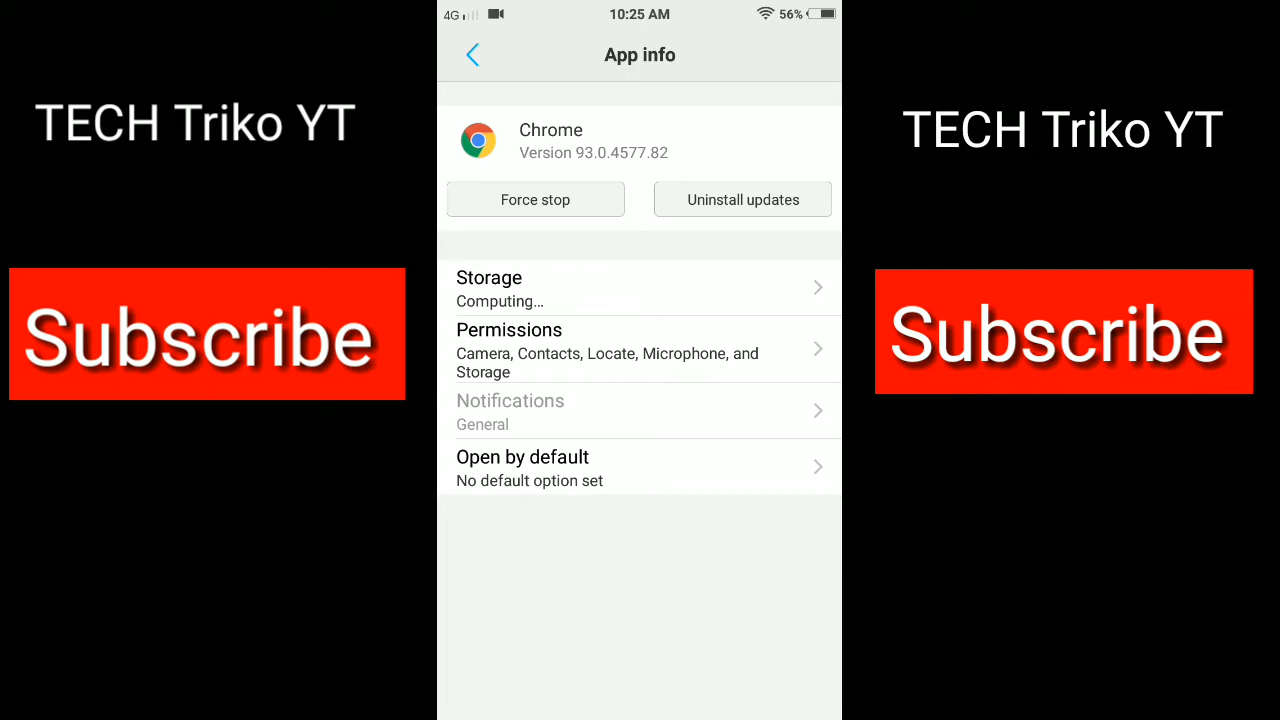 TECH Triko YT
Subscribe
4G 10:25 AM 56%
App info
Chrome
Version 93.0.4577.82
Force stop Uninstall updates
Storage
Computing...
Permissions
Camera, Contacts, Locate, Microphone, and
Storage
Notifications
General
Open by default
No default option set
TECH Triko YT
Subscribe